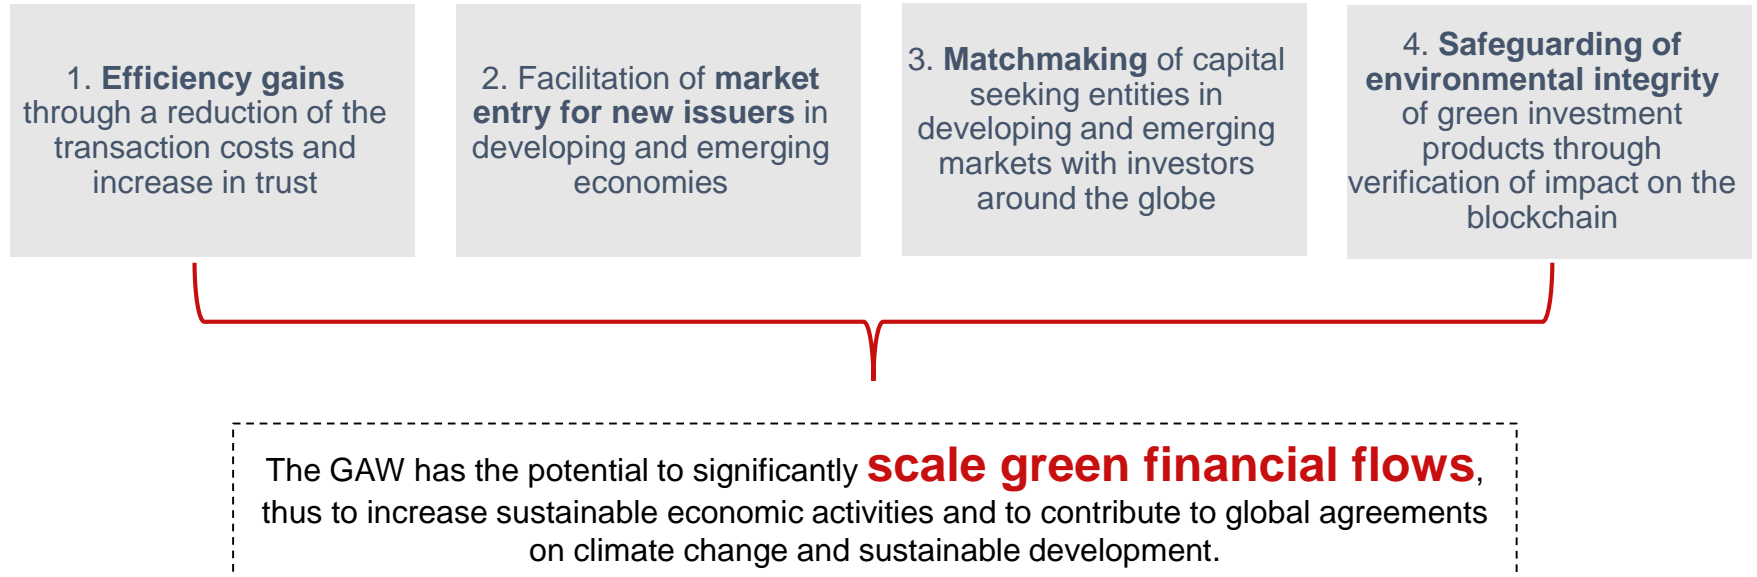 1. Efficiency gains
through a reduction of the
transaction costs and
increase in trust
2. Facilitation of market
entry for new issuers in
developing and emerging
economies
3. Matchmaking of capital
seeking entities in
developing and emerging
markets with investors
around the globe
4. Safeguarding of
environmental integrity
of green investment
products through
verification of impact on the
blockchain
The GAW has the potential to significantly scale green financial flows,
thus to increase sustainable economic activities and to contribute to global agreements
on climate change and sustainable development.